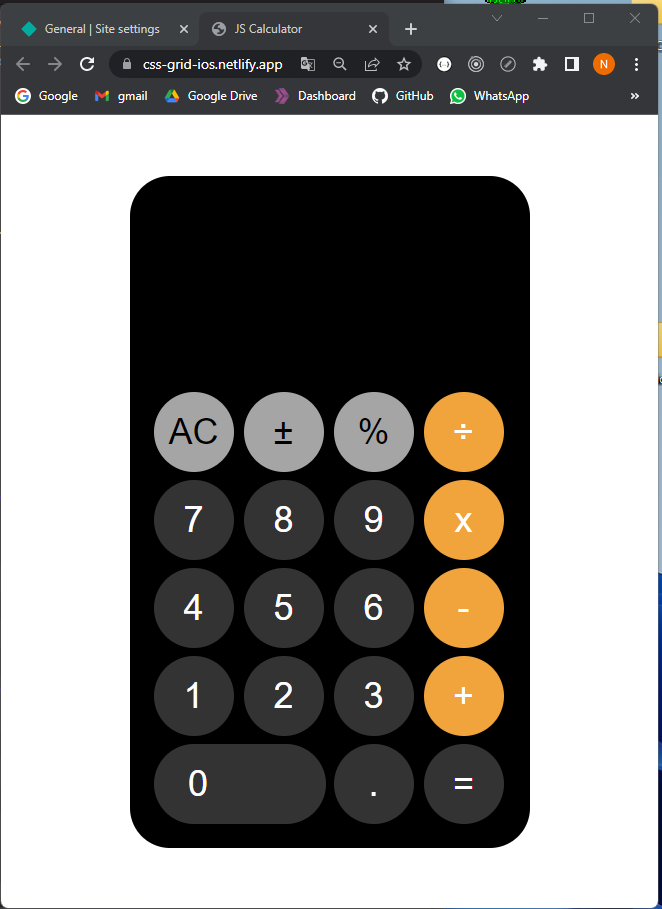 General | Site settings
JS Calculator
css-grid-ios.netlify.app
N
Google
gmail
Google Drive
Dashboard
GitHub
WhatsApp
»
AC ± % ÷
7 8 9 x
4 5 6 -
1 2 3 +
0 . =